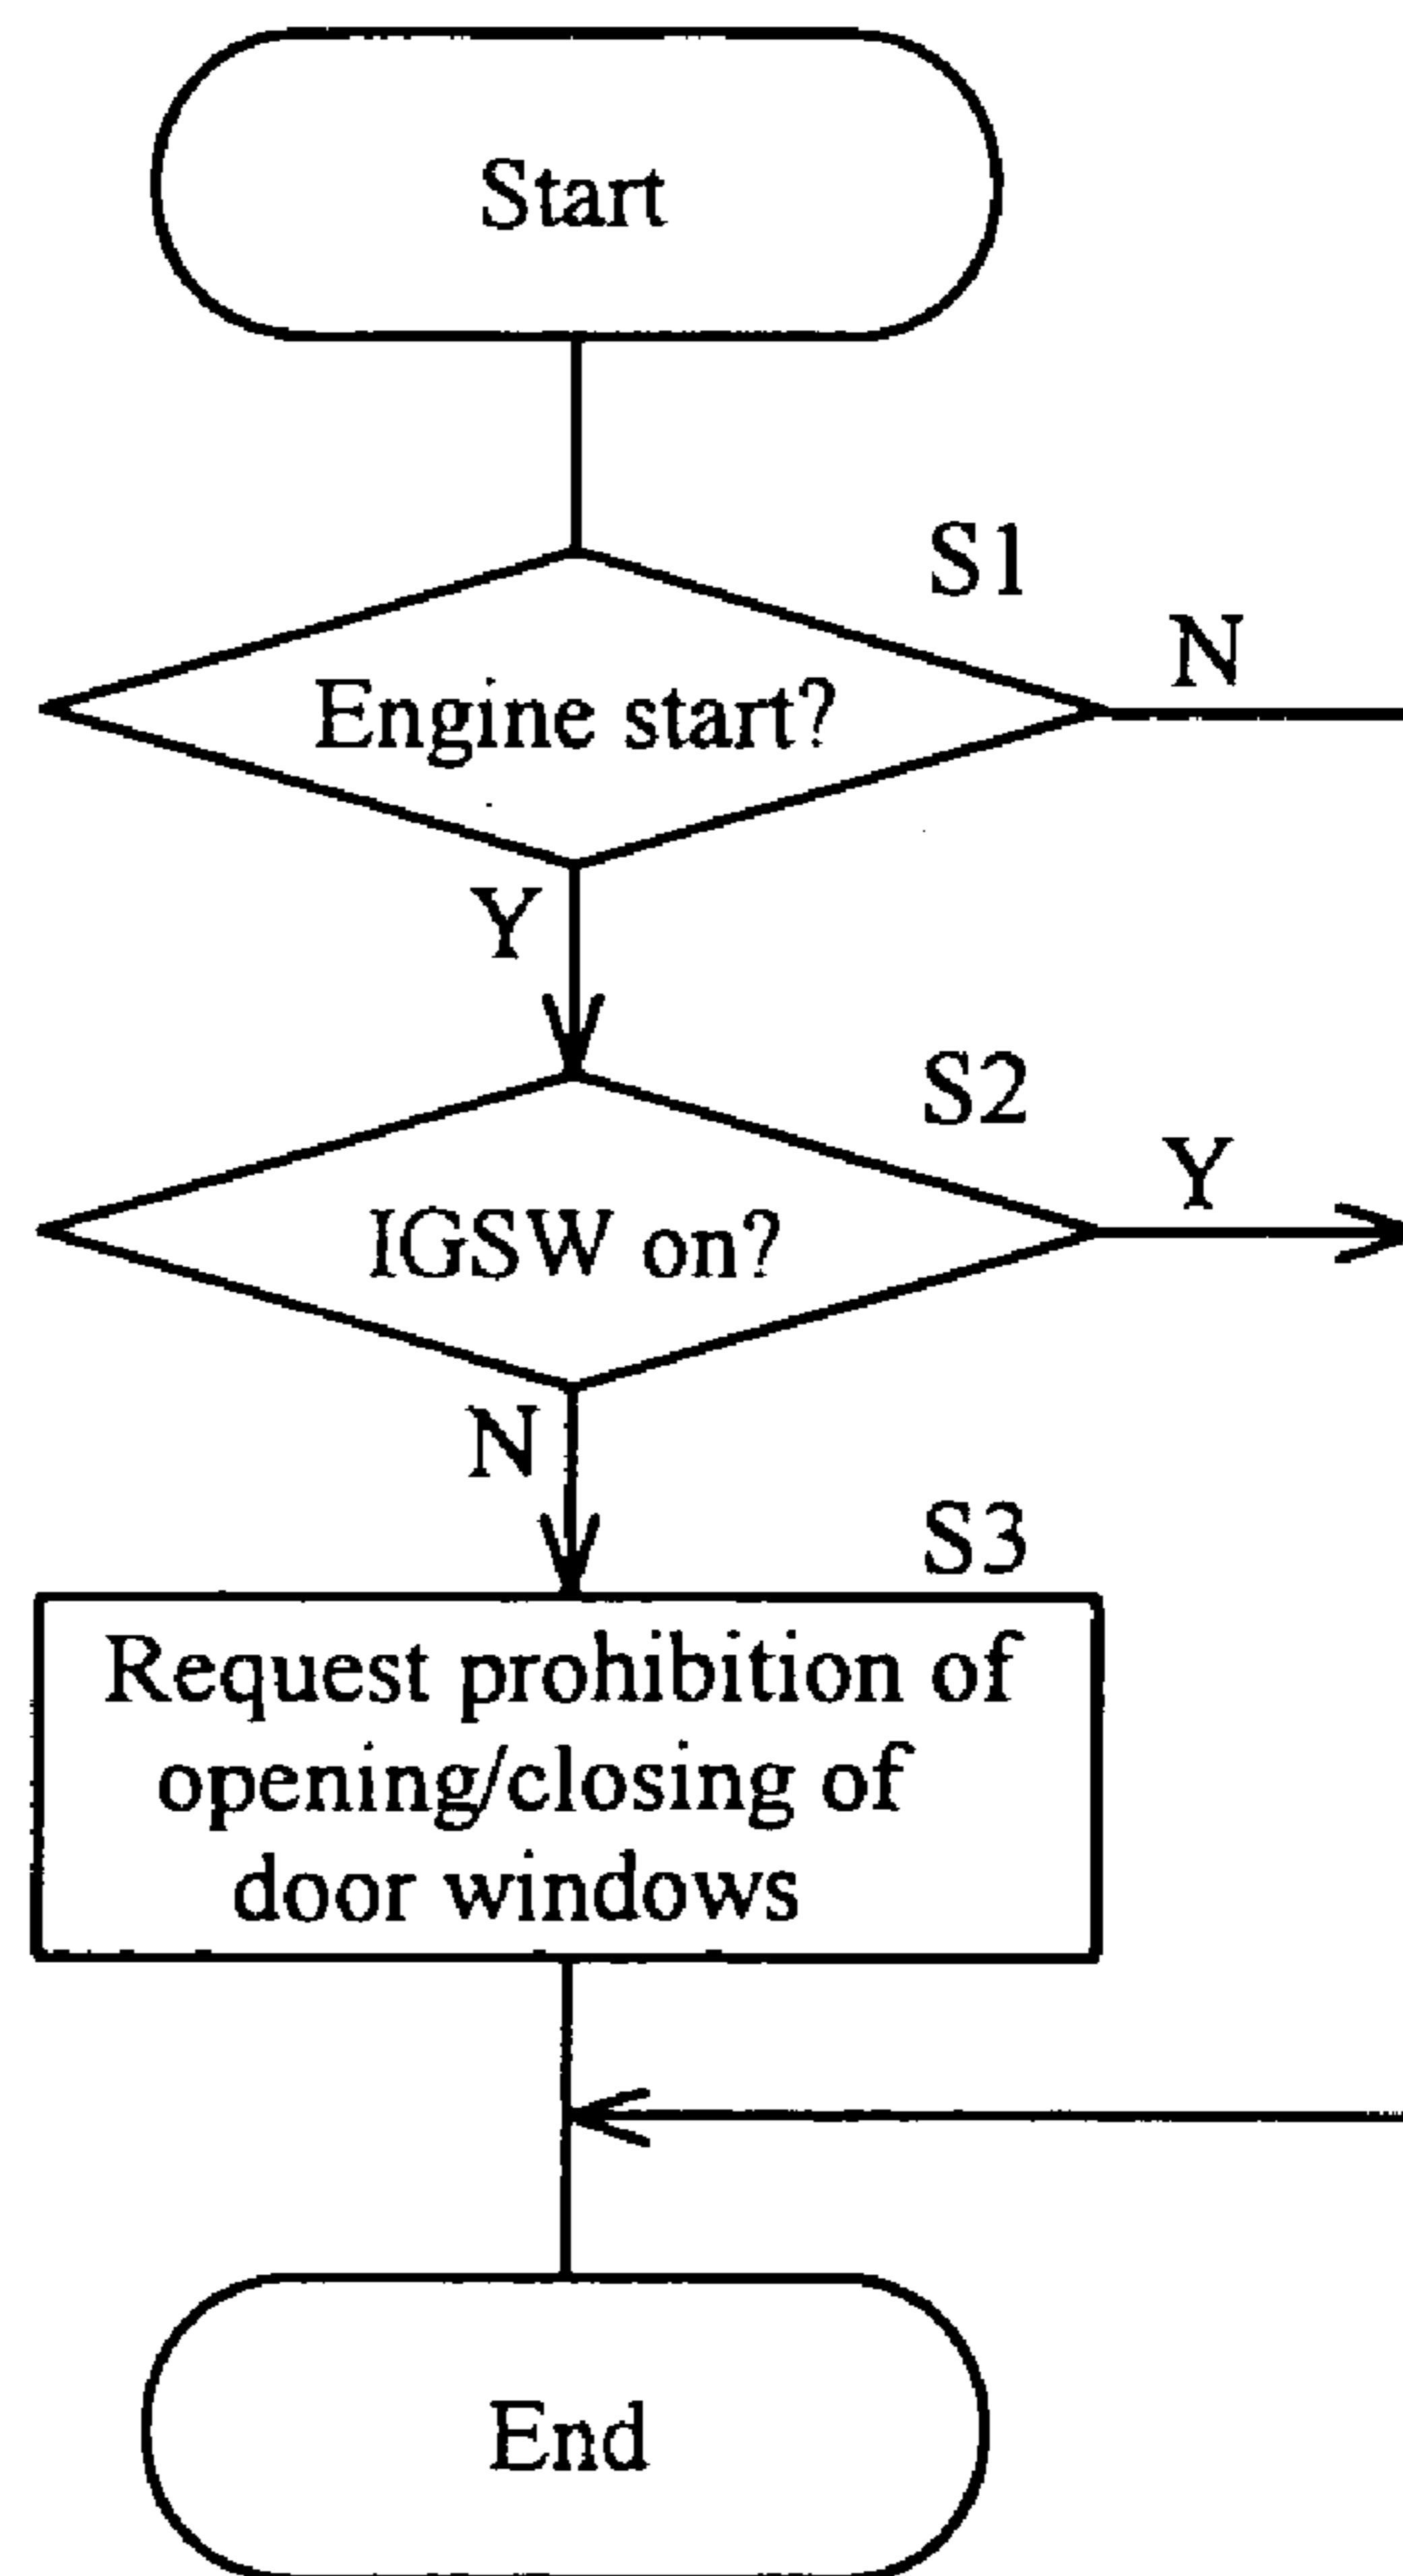 Start
S1
N
Engine start?
Y
S2
Y
IGSW on?
N
S3
Request prohibition of
opening/closing of
door windows
End